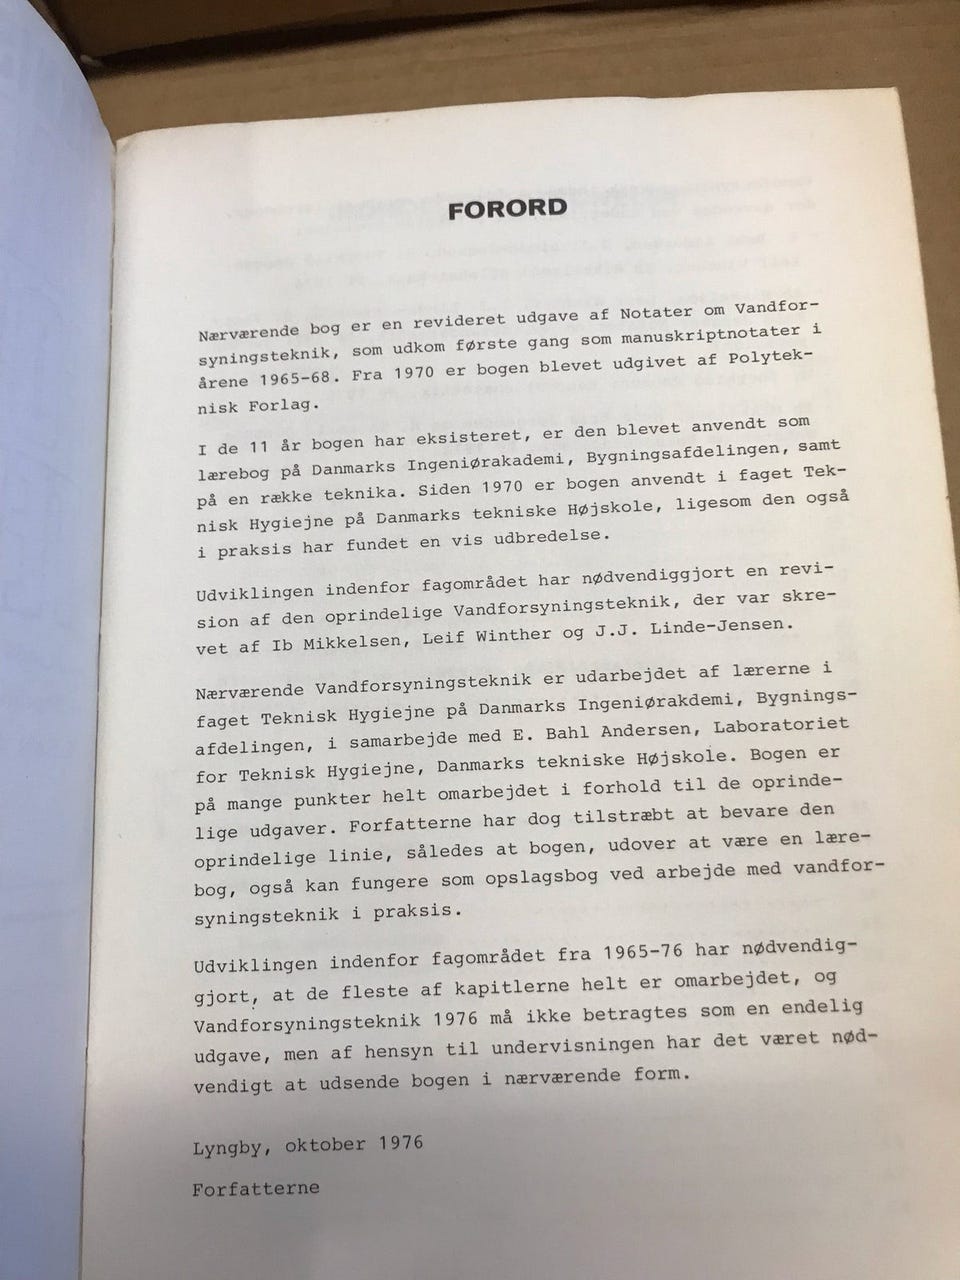 FORORD
Nærværende bog er en revideret udgave af Notater om Vandfor-
syningsteknik, som udkom første gang som manuskriptnotater i
årene 1965-68. Fra 1970 er bogen blevet udgivet af Polytek-
nisk Forlag.
I de 11 år bogen har eksisteret, er den blevet anvendt som
lærebog på Danmarks Ingeniørakademi, Bygningsafdelingen, samt
på en række teknika. Siden 1970 er bogen anvendt i faget Tek-
nisk Hygiejne på Danmarks tekniske Højskole, ligesom den også
i praksis har fundet en vis udbredelse.
Udviklingen indenfor fagområdet har nødvendiggjort en revi-
sion af den oprindelige Vandforsyningsteknik, der var skre-
vet af Ib Mikkelsen, Leif Winther og J.J. Linde-Jensen.
Nærværende Vandforsyningsteknik er udarbejdet af lærerne i
faget Teknisk Hygiejne på Danmarks Ingeniørakdemi, Bygnings-
afdelingen, i samarbejde med E. Bahl Andersen, Laboratoriet
for Teknisk Hygiejne, Danmarks tekniske Højskole. Bogen er
på mange punkter helt omarbejdet i forhold til de oprinde-
lige udgaver. Forfatterne har dog tilstræbt at bevare den
oprindelige linie, således at bogen, udover at være en lære-
bog, også kan fungere som opslagsbog ved arbejde med vandfor-
syningsteknik i praksis.
Udviklingen indenfor fagområdet fra 1965-76 har nødvendig-
gjort, at de fleste af kapitlerne helt er omarbejdet, og
Vandforsyningsteknik 1976 må ikke betragtes som en endelig
udgave, men af hensyn til undervisningen har det været nød-
vendigt at udsende bogen i nærværende form.
Lyngby, oktober 1976
Forfatterne